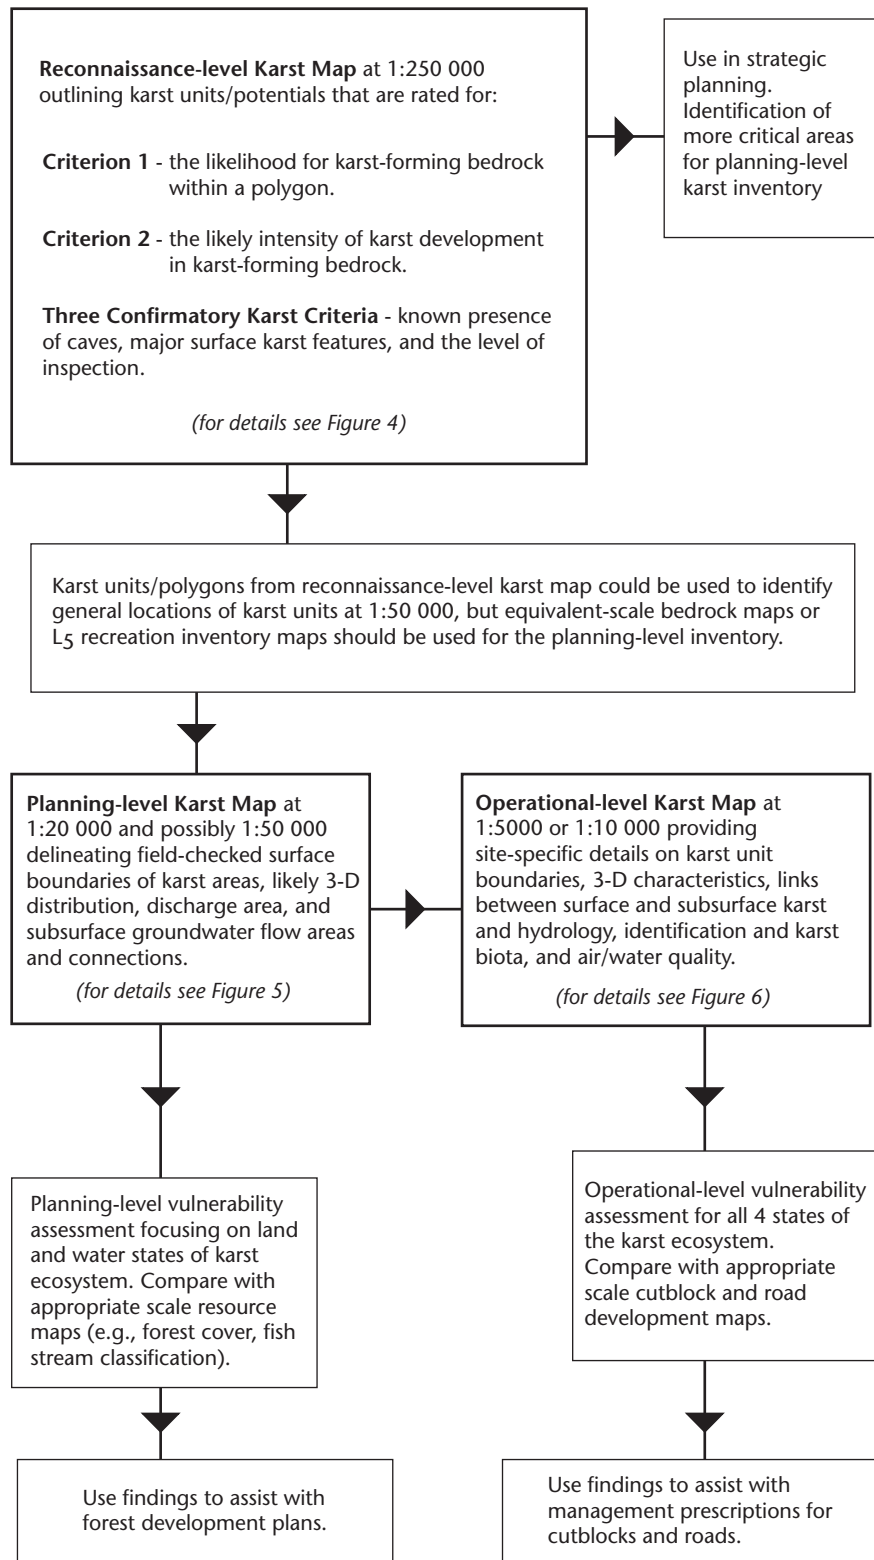 Reconnaissance-level Karst Map at 1:250 000
outlining karst units/potentials that are rated for:
Criterion 1 - the likelihood for karst-forming bedrock
within a polygon.
Criterion 2 - the likely intensity of karst development
in karst-forming bedrock.
Three Confirmatory Karst Criteria - known presence
of caves, major surface karst features, and the level of
inspection.
(for details see Figure 4)
Use in strategic
planning.
Identification of
more critical areas
for planning-level
karst inventory
Karst units/polygons from reconnaissance-level karst map could be used to identify
general locations of karst units at 1:50 000, but equivalent-scale bedrock maps or
L5 recreation inventory maps should be used for the planning-level inventory.
Planning-level Karst Map at
1:20 000 and possibly 1:50 000
delineating field-checked surface
boundaries of karst areas, likely 3-D
distribution, discharge area, and
subsurface groundwater flow areas
and connections.
(for details see Figure 5)
Operational-level Karst Map at
1:5000 or 1:10 000 providing
site-specific details on karst unit
boundaries, 3-D characteristics, links
between surface and subsurface karst
and hydrology, identification and karst
biota, and air/water quality.
(for details see Figure 6)
Planning-level vulnerability
assessment focusing on land
and water states of karst
ecosystem. Compare with
appropriate scale resource
maps (e.g., forest cover, fish
stream classification).
Operational-level vulnerability
assessment for all 4 states of
the karst ecosystem.
Compare with appropriate
scale cutblock and road
development maps.
Use findings to assist with
forest development plans.
Use findings to assist with
management prescriptions for
cutblocks and roads.